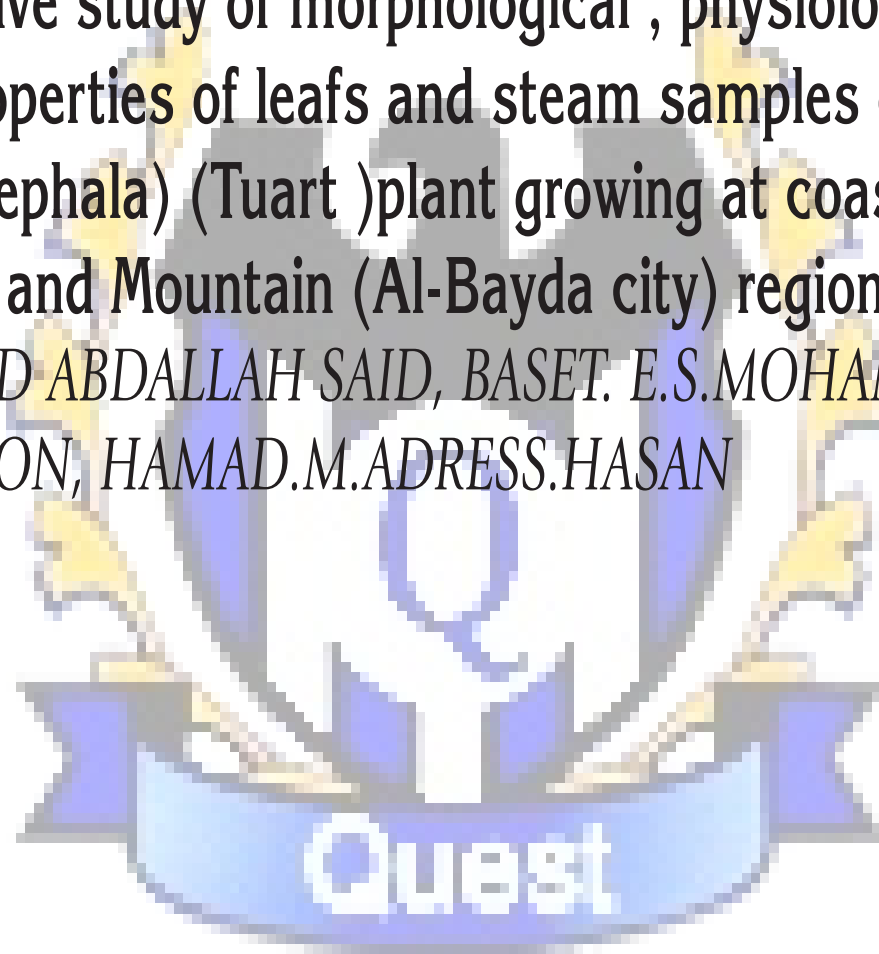 ive study of morphological , physiolo
operties of leafs and steam samples
ephala) (Tuart )plant growing at coas
and Mountain (Al-Bayda city) region
D ABDALLAH SAID, BASET. E.S.MOHA
ON, HAMAD.M.ADRESS.HASAN
Q
Quest